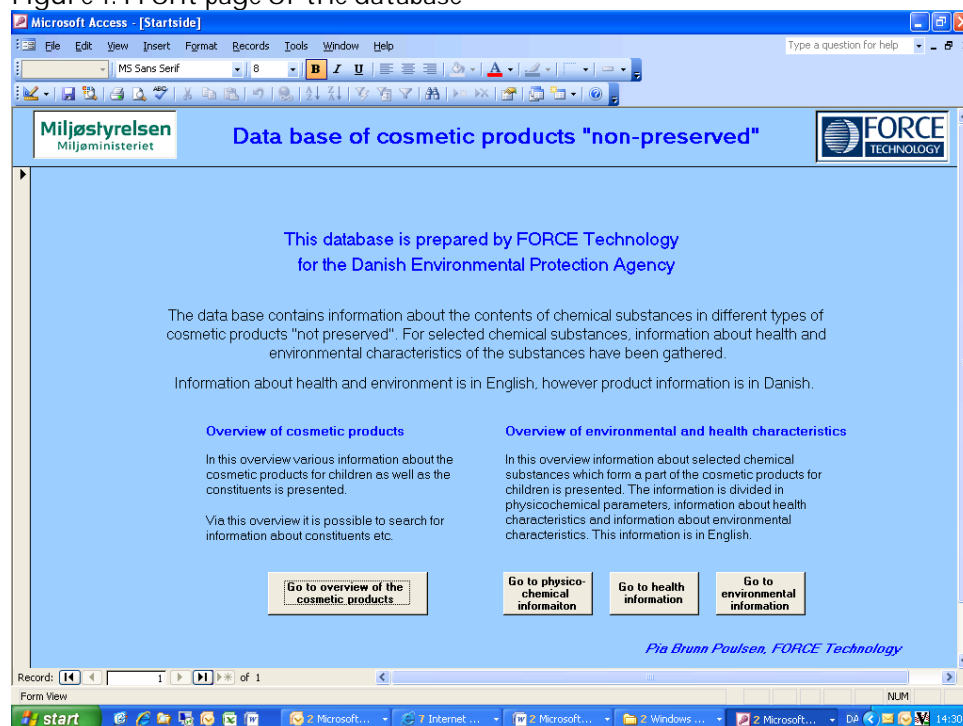 Microsoft Access - [Startside]
File Edit View Insert Format Records Tools Window Help
Type a question for help
MS Sans Serif 8 B I U
Miljøstyrelsen
Miljøministeriet
Data base of cosmetic products "non-preserved"
FORCE
TECHNOLOGY
This database is prepared by FORCE Technology
for the Danish Environmental Protection Agency
The data base contains information about the contents of chemical substances in different types of
cosmetic products "not preserved". For selected chemical substances, information about health and
environmental characteristics of the substances have been gathered.
Information about health and environment is in English, however product information is in Danish.
Overview of cosmetic products
In this overview various information about the
cosmetic products for children as well as the
constituents is presented.
Via this overview it is possible to search for
information about constituents etc.
Go to overview of the
cosmetic products
Overview of environmental and health characteristics
In this overview information about selected chemical
substances which form a part of the cosmetic products for
children is presented. The information is divided in
physicochemical parameters, information about health
characteristics and information about environmental
characteristics. This information is in English.
Go to physico-
chemical
informaiton
Go to health
information
Go to
environmental
information
Pia Brunn Poulsen, FORCE Technology
Record: 1 of 1
Form View
NUM
start
2 Microsoft...
7 Internet ...
2 Microsoft...
2 Windows ...
2 Microsoft...
DA
14:30